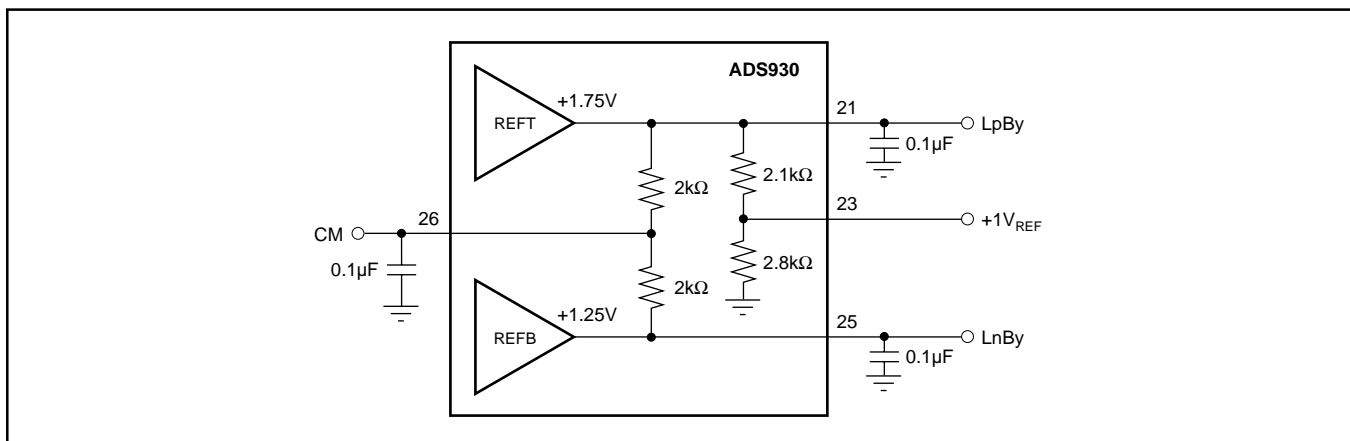 ADS930
+1.75V
REFT
21
LpBy
0.1µF
2kΩ
2.1kΩ
26
23
CM
+1VREF
0.1µF
2kΩ
2.8kΩ
+1.25V
REFB
25
LnBy
0.1µF